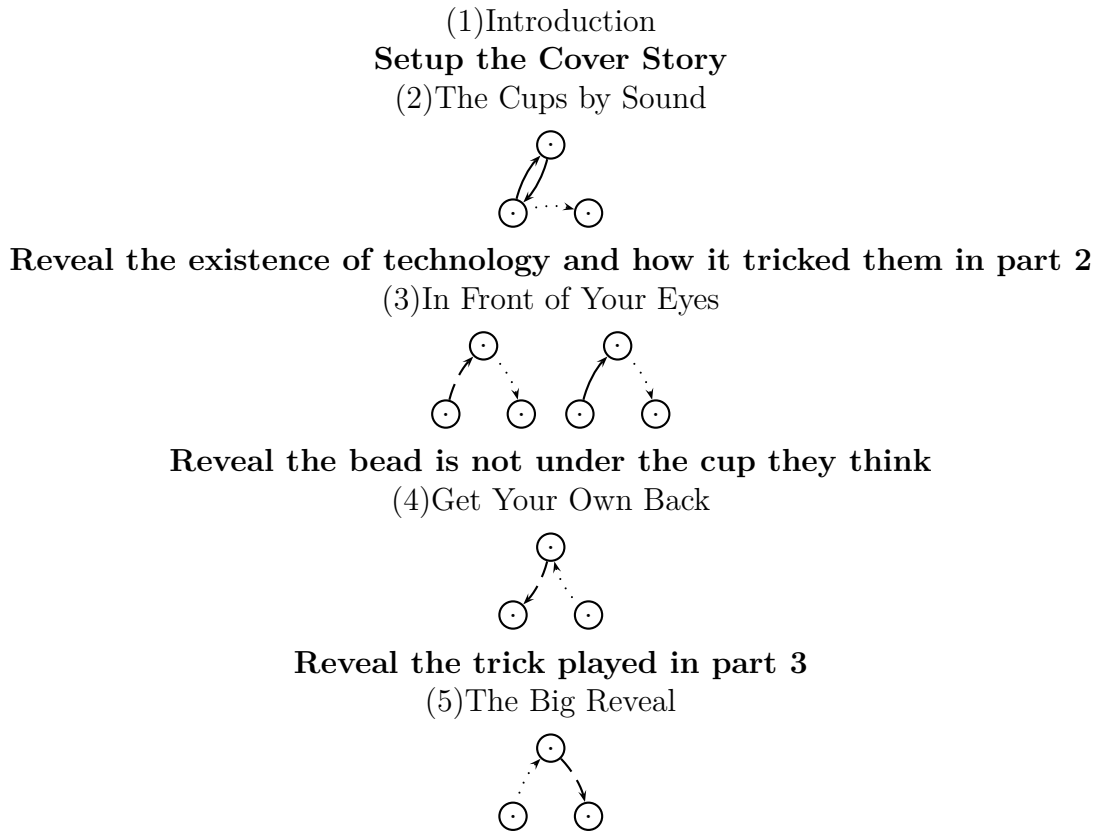 (1)Introduction
Setup the Cover Story
(2)The Cups by Sound
Reveal the existence of technology and how it tricked them in part 2
(3)In Front of Your Eyes
Reveal the bead is not under the cup they think
(4)Get Your Own Back
Reveal the trick played in part 3
(5)The Big Reveal